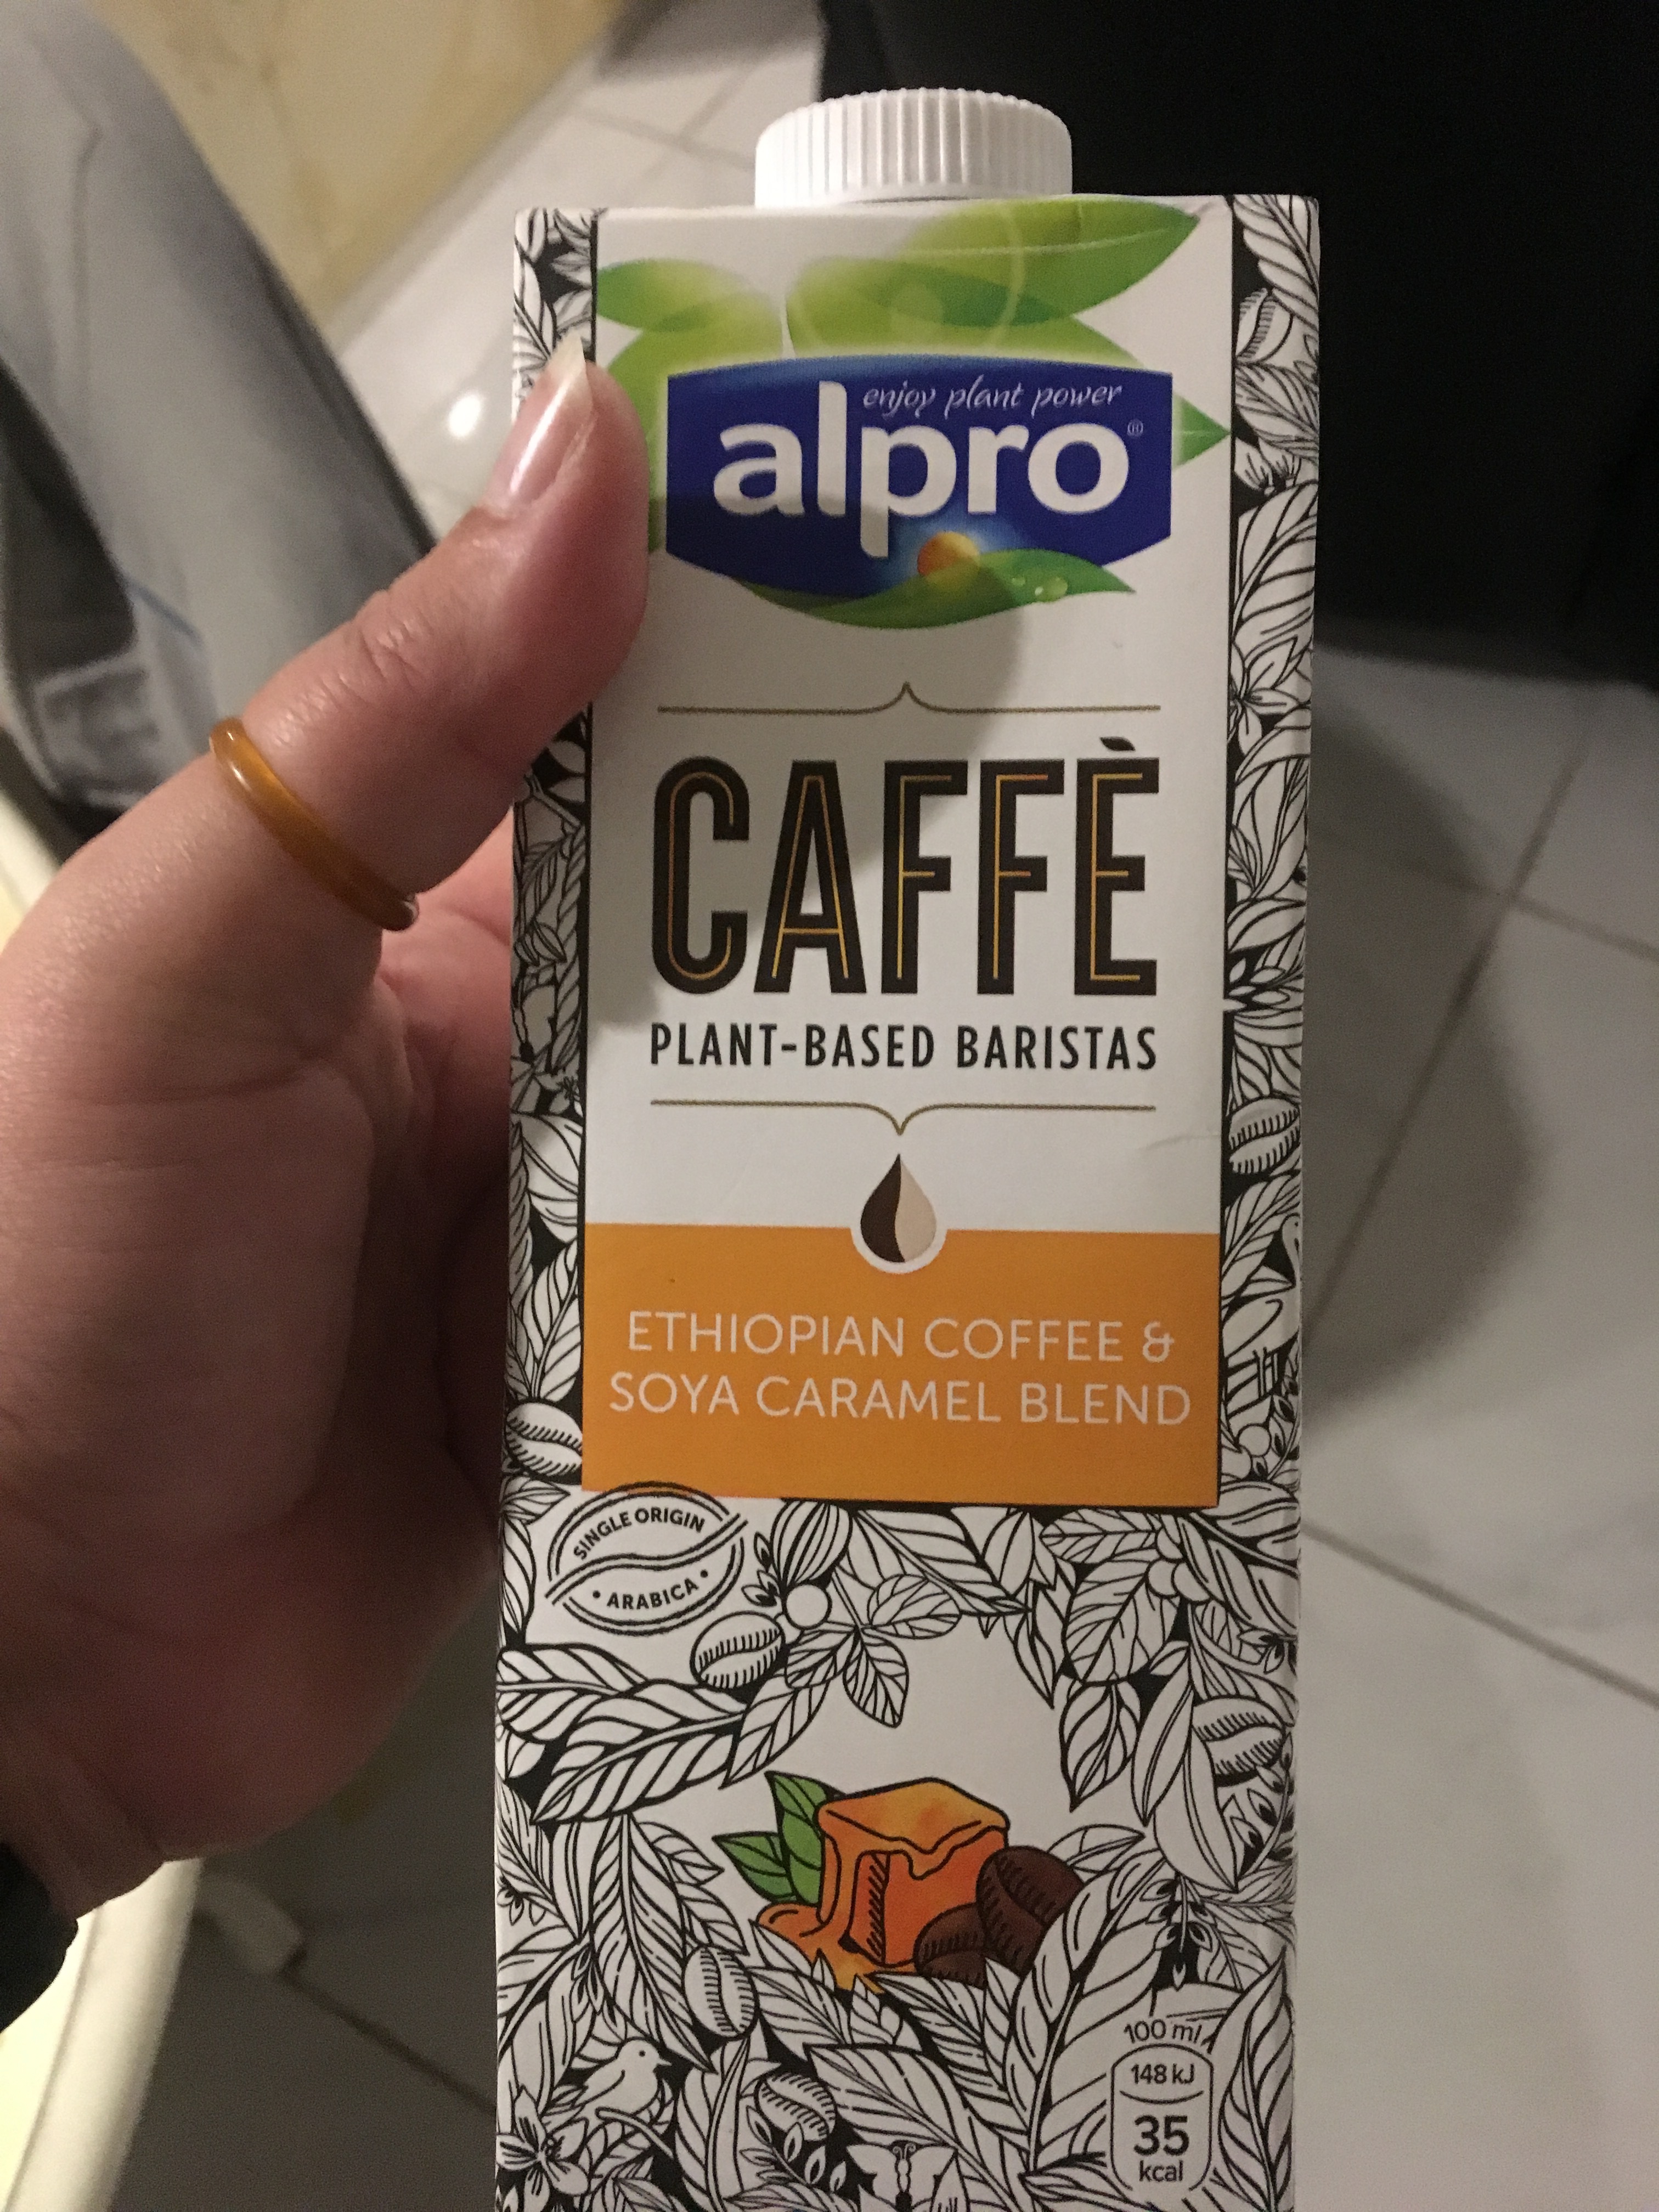 enjoy plant power
alpro®
CAFFÈ
PLANT-BASED BARISTAS
ETHIOPIAN COFFEE &
SOYA CARAMEL BLEND
SINGLE ORIGIN
• ARABICA •
100 ml
148 kJ
35
kcal